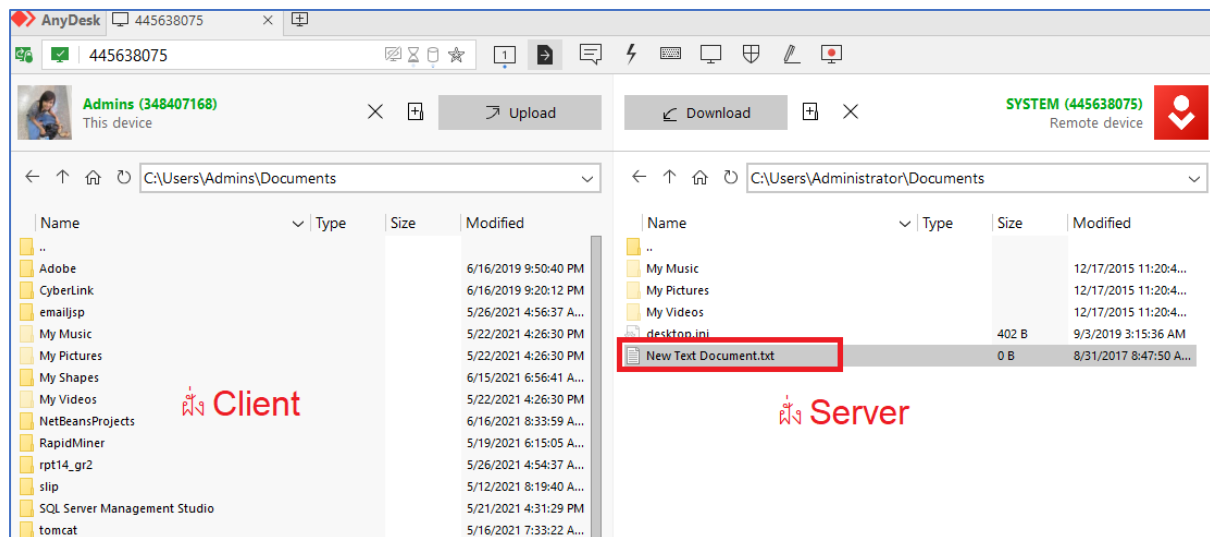 AnyDesk 445638075
445638075
1
Admins (348407168)
This device
Upload
Download
SYSTEM (445638075)
Remote device
C:\Users\Admins\Documents
C:\Users\Administrator\Documents
Name Type Size Modified
..
Adobe 6/16/2019 9:50:40 PM
CyberLink 6/16/2019 9:20:12 PM
emailjsp 5/26/2021 4:56:37 A...
My Music 5/22/2021 4:26:30 PM
My Pictures 5/22/2021 4:26:30 PM
My Shapes 6/15/2021 6:56:41 A...
My Videos 5/22/2021 4:26:30 PM
NetBeansProjects 6/16/2021 8:33:59 A...
RapidMiner 5/19/2021 6:15:05 A...
rpt14_gr2 5/26/2021 4:54:37 A...
slip 5/12/2021 8:19:40 A...
SQL Server Management Studio 5/21/2021 4:31:29 PM
tomcat 5/16/2021 7:33:22 A...
ฝั่ง Client
Name Type Size Modified
..
My Music 12/17/2015 11:20:4...
My Pictures 12/17/2015 11:20:4...
My Videos 12/17/2015 11:20:4...
desktop.ini 402 B 9/3/2019 3:15:36 AM
New Text Document.txt 0 B 8/31/2017 8:47:50 A...
ฝั่ง Server